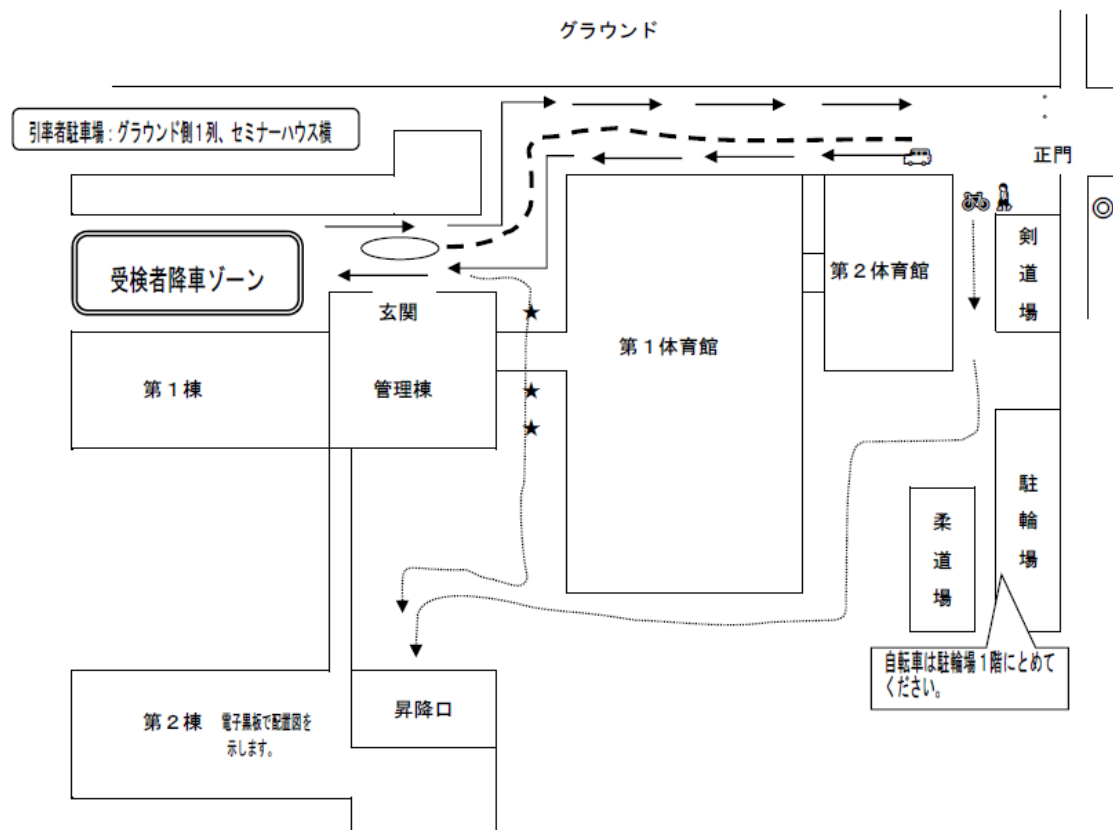 グラウンド
引率者駐車場：グラウンド側１列、セミナーハウス横
正門
◎
受検者降車ゾーン
玄関
★
剣道場
第２体育館
第１体育館
第１棟
管理棟
★
★
柔道場
駐輪場
自転車は駐輪場１階にとめて
ください。
昇降口
第２棟
電子黒板で配置図を
示します。